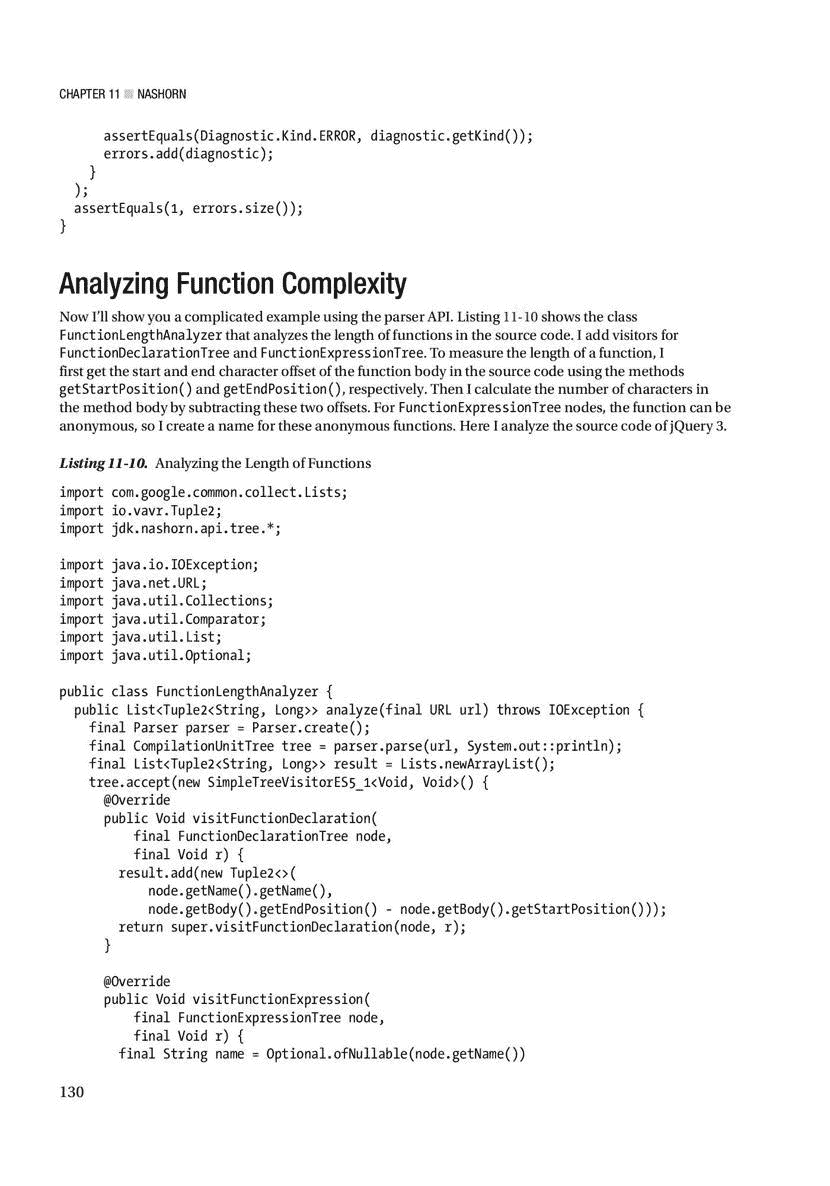 CHAPTER 11 ▒ NASHORN
      assertEquals(Diagnostic.Kind.ERROR, diagnostic.getKind());
      errors.add(diagnostic);
    }
  );
  assertEquals(1, errors.size());
}
Analyzing Function Complexity
Now I’ll show you a complicated example using the parser API. Listing 11-10 shows the class
FunctionLengthAnalyzer that analyzes the length of functions in the source code. I add visitors for
FunctionDeclarationTree and FunctionExpressionTree. To measure the length of a function, I
first get the start and end character offset of the function body in the source code using the methods
getStartPosition() and getEndPosition(), respectively. Then I calculate the number of characters in
the method body by subtracting these two offsets. For FunctionExpressionTree nodes, the function can be
anonymous, so I create a name for these anonymous functions. Here I analyze the source code of jQuery 3.
Listing 11-10. Analyzing the Length of Functions
import com.google.common.collect.Lists;
import io.vavr.Tuple2;
import jdk.nashorn.api.tree.*;
import java.io.IOException;
import java.net.URL;
import java.util.Collections;
import java.util.Comparator;
import java.util.List;
import java.util.Optional;
public class FunctionLengthAnalyzer {
  public List<Tuple2<String, Long>> analyze(final URL url) throws IOException {
    final Parser parser = Parser.create();
    final CompilationUnitTree tree = parser.parse(url, System.out::println);
    final List<Tuple2<String, Long>> result = Lists.newArrayList();
    tree.accept(new SimpleTreeVisitorES5_1<Void, Void>() {
      @Override
      public Void visitFunctionDeclaration(
          final FunctionDeclarationTree node,
          final Void r) {
        result.add(new Tuple2<>(
            node.getName().getName(),
            node.getBody().getEndPosition() - node.getBody().getStartPosition()));
        return super.visitFunctionDeclaration(node, r);
      }
      @Override
      public Void visitFunctionExpression(
          final FunctionExpressionTree node,
          final Void r) {
        final String name = Optional.ofNullable(node.getName())
130